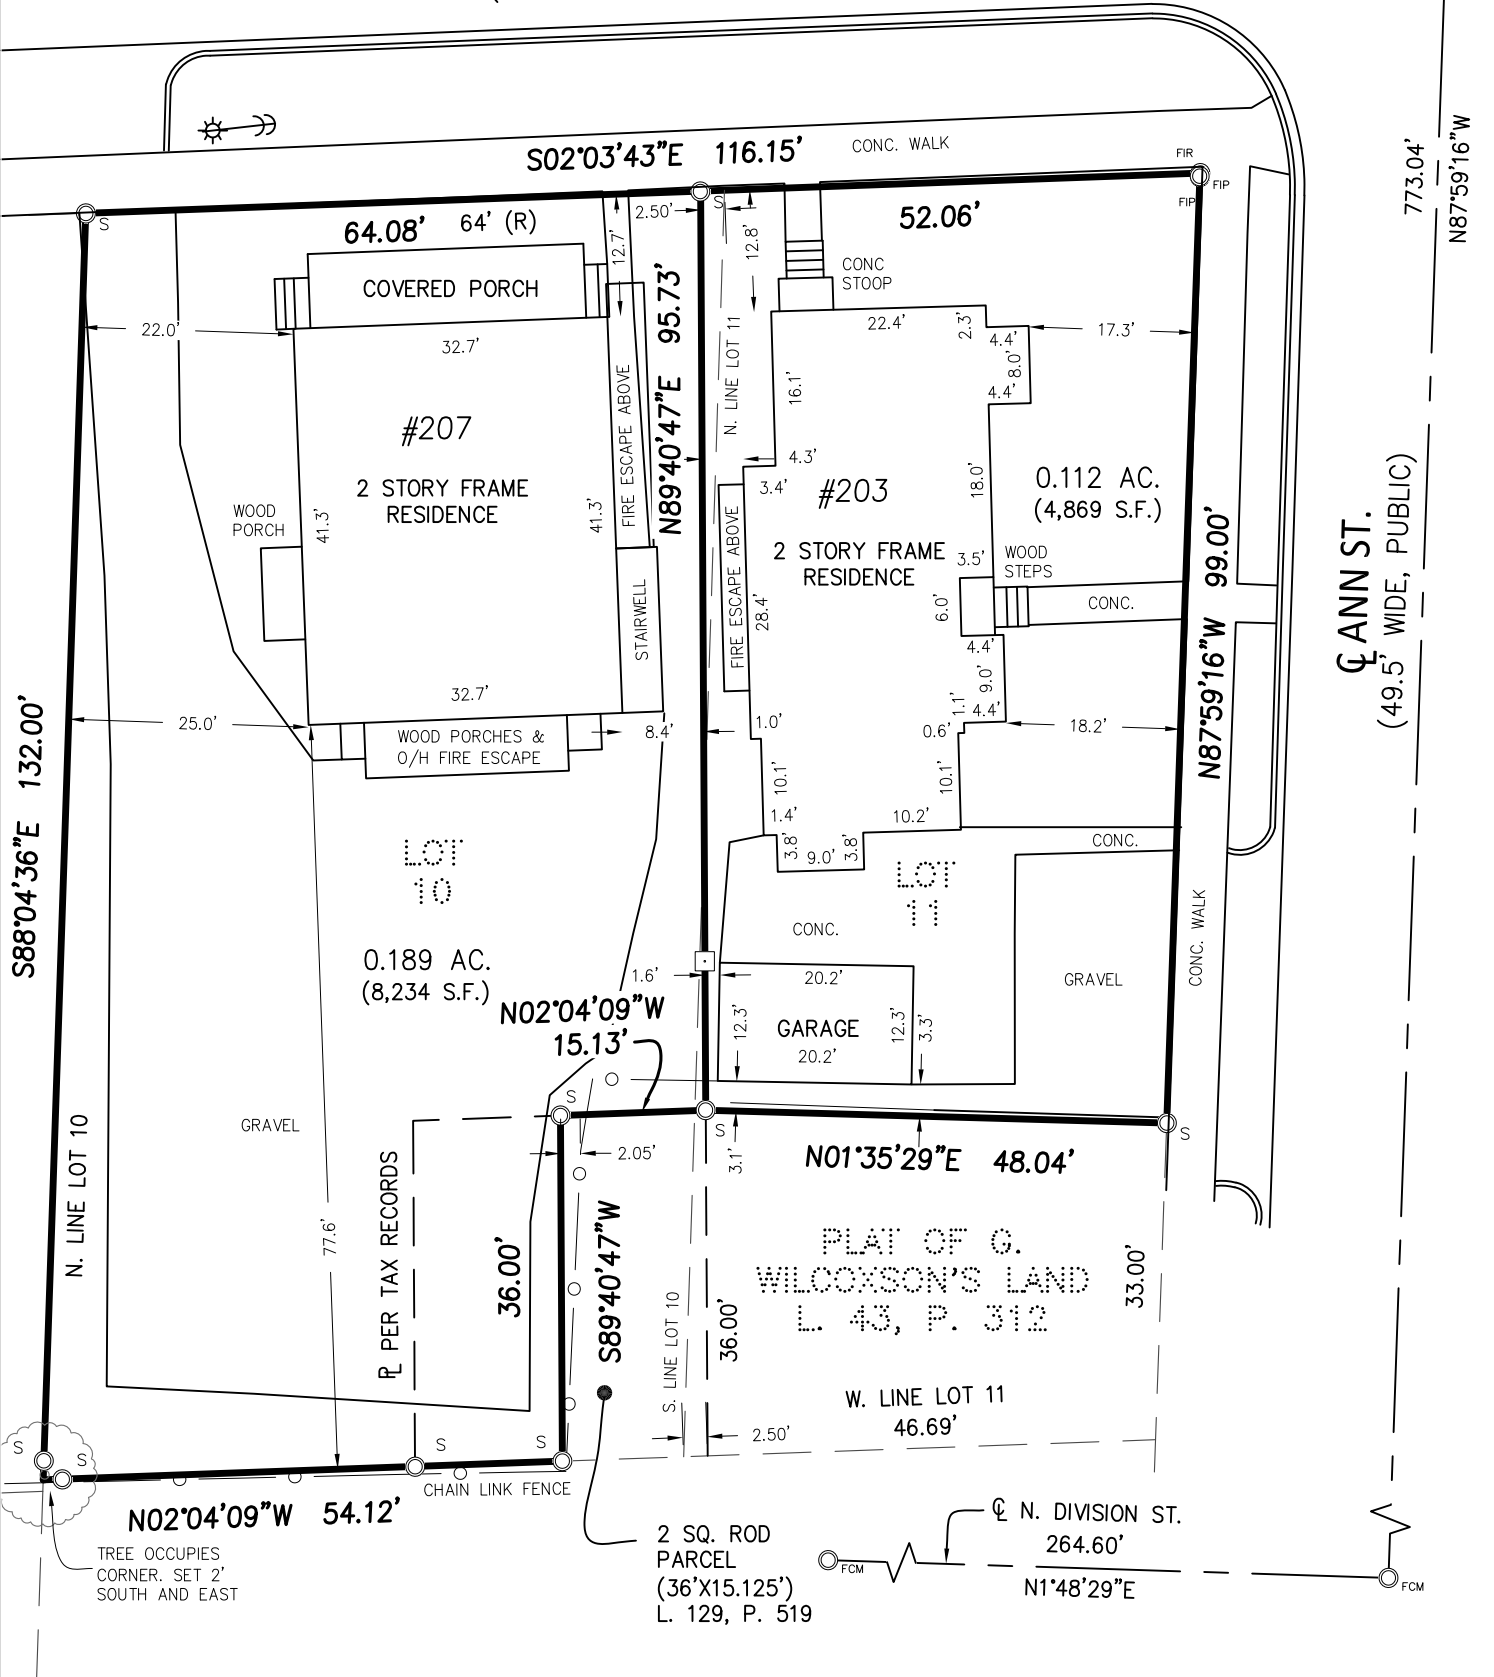 S02°03'43"E 116.15'
CONC. WALK
FIR
FIP
FIP
773.04'
N87°59'16"W
S
64.08'
64' (R)
2.50'
S
52.06'
12.7'
12.8'
COVERED PORCH
CONC
STOOP
22.0'
32.7'
N89°40'47"E 95.73'
N. LINE LOT 11
22.4'
2.3'
4.4'
8.0'
4.4'
17.3'
16.1'
#207
2 STORY FRAME
RESIDENCE
FIRE ESCAPE ABOVE
4.3'
3.4'
#203
18.0'
0.112 AC.
(4,869 S.F.)
WOOD
PORCH
41.3'
41.3'
FIRE ESCAPE ABOVE
2 STORY FRAME
RESIDENCE
3.5'
WOOD
STEPS
N87°59'16"W 99.00'
℄ ANN ST.
(49.5' WIDE, PUBLIC)
STAIRWELL
28.4'
6.0'
CONC.
4.4'
9.0'
1.1'
4.4'
0.6'
18.2'
S88°04'36"E 132.00'
25.0'
32.7'
WOOD PORCHES &
O/H FIRE ESCAPE
8.4'
1.0'
10.1'
10.1'
1.4'
3.8'
9.0'
3.8'
10.2'
CONC.
LOT
10
LOT
11
0.189 AC.
(8,234 S.F.)
CONC.
CONC. WALK
1.6'
20.2'
GRAVEL
N02°04'09"W
15.13'
12.3'
GARAGE
20.2'
12.3'
3.3'
S
GRAVEL
S
S
2.05'
3.1'
N01°35'29"E 48.04'
N. LINE LOT 10
℄ PER TAX RECORDS
77.6'
36.00'
S89°40'47"W
S. LINE LOT 10
36.00'
PLAT OF G.
WILCOXSON'S LAND
L. 43, P. 312
33.00'
W. LINE LOT 11
46.69'
2.50'
S
S
S
S
CHAIN LINK FENCE
N02°04'09"W 54.12'
TREE OCCUPIES
CORNER. SET 2'
SOUTH AND EAST
2 SQ. ROD
PARCEL
(36'X15.125')
L. 129, P. 519
℄ N. DIVISION ST.
264.60'
FCM
N1°48'29"E
FCM